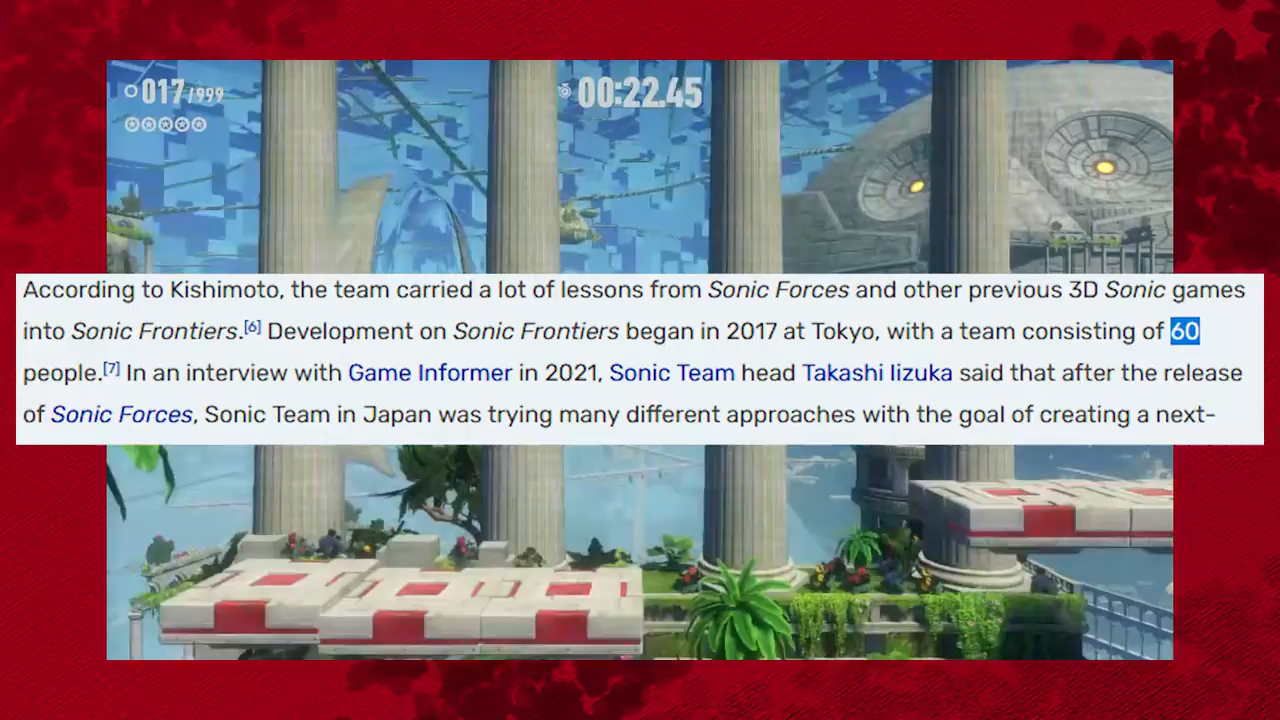 017/999
00:22.45
According to Kishimoto, the team carried a lot of lessons from Sonic Forces and other previous 3D Sonic games
into Sonic Frontiers.[6] Development on Sonic Frontiers began in 2017 at Tokyo, with a team consisting of 60
people.[7] In an interview with Game Informer in 2021, Sonic Team head Takashi Iizuka said that after the release
of Sonic Forces, Sonic Team in Japan was trying many different approaches with the goal of creating a next-